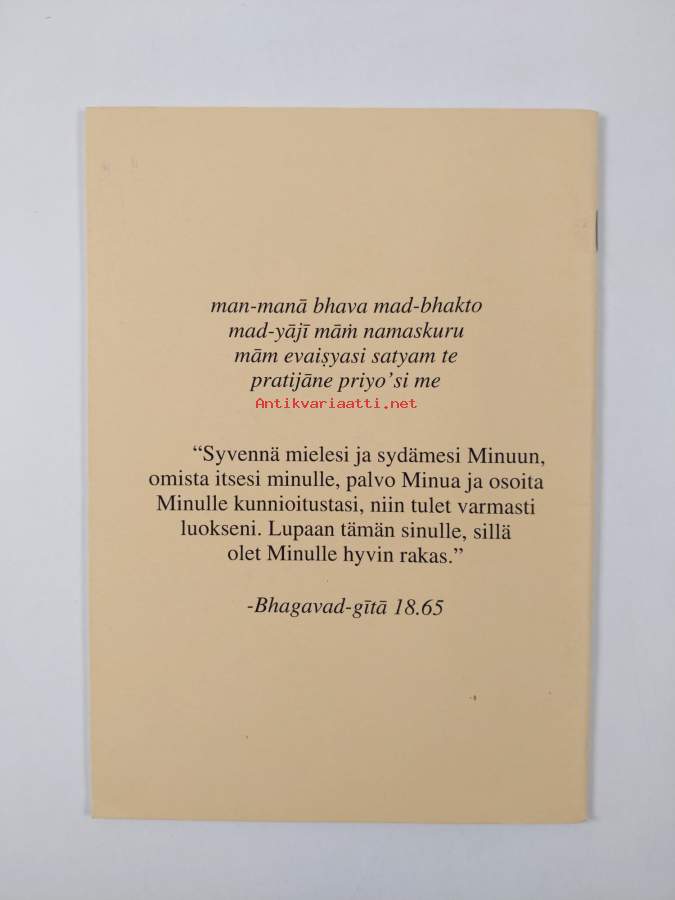 man-manā bhava mad-bhakto
mad-yājī māṁ namaskuru
mām evaiṣyasi satyam te
pratijāne priyo’si me
Antikvariaatti.net
“Syvennä mielesi ja sydämesi Minuun,
omista itsesi minulle, palvo Minua ja osoita
Minulle kunnioitustasi, niin tulet varmasti
luokseni. Lupaan tämän sinulle, sillä
olet Minulle hyvin rakas.”
-Bhagavad-gītā 18.65